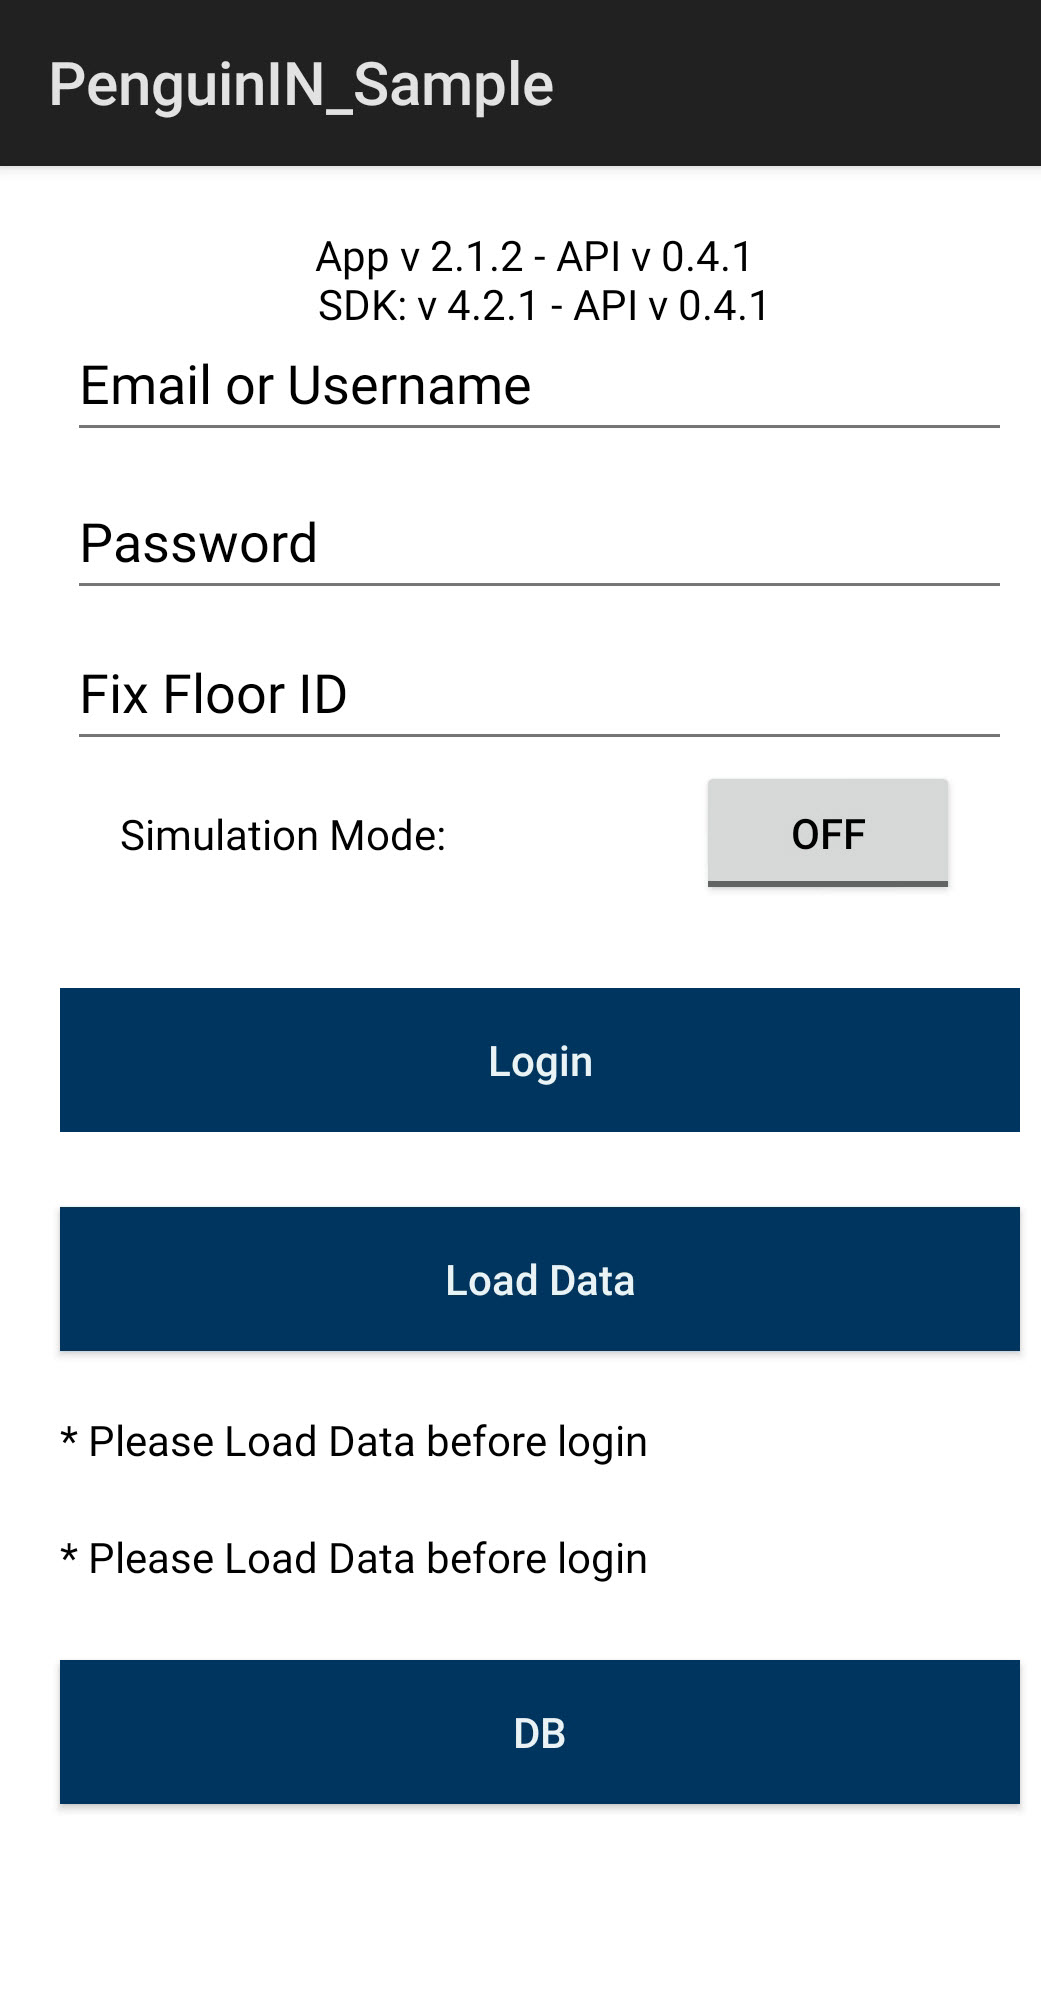 PenguinIN_Sample
App v 2.1.2 - API v 0.4.1
SDK: v 4.2.1 - API v 0.4.1
Email or Username
Password
Fix Floor ID
Simulation Mode:
OFF
Login
Load Data
* Please Load Data before login
* Please Load Data before login
DB